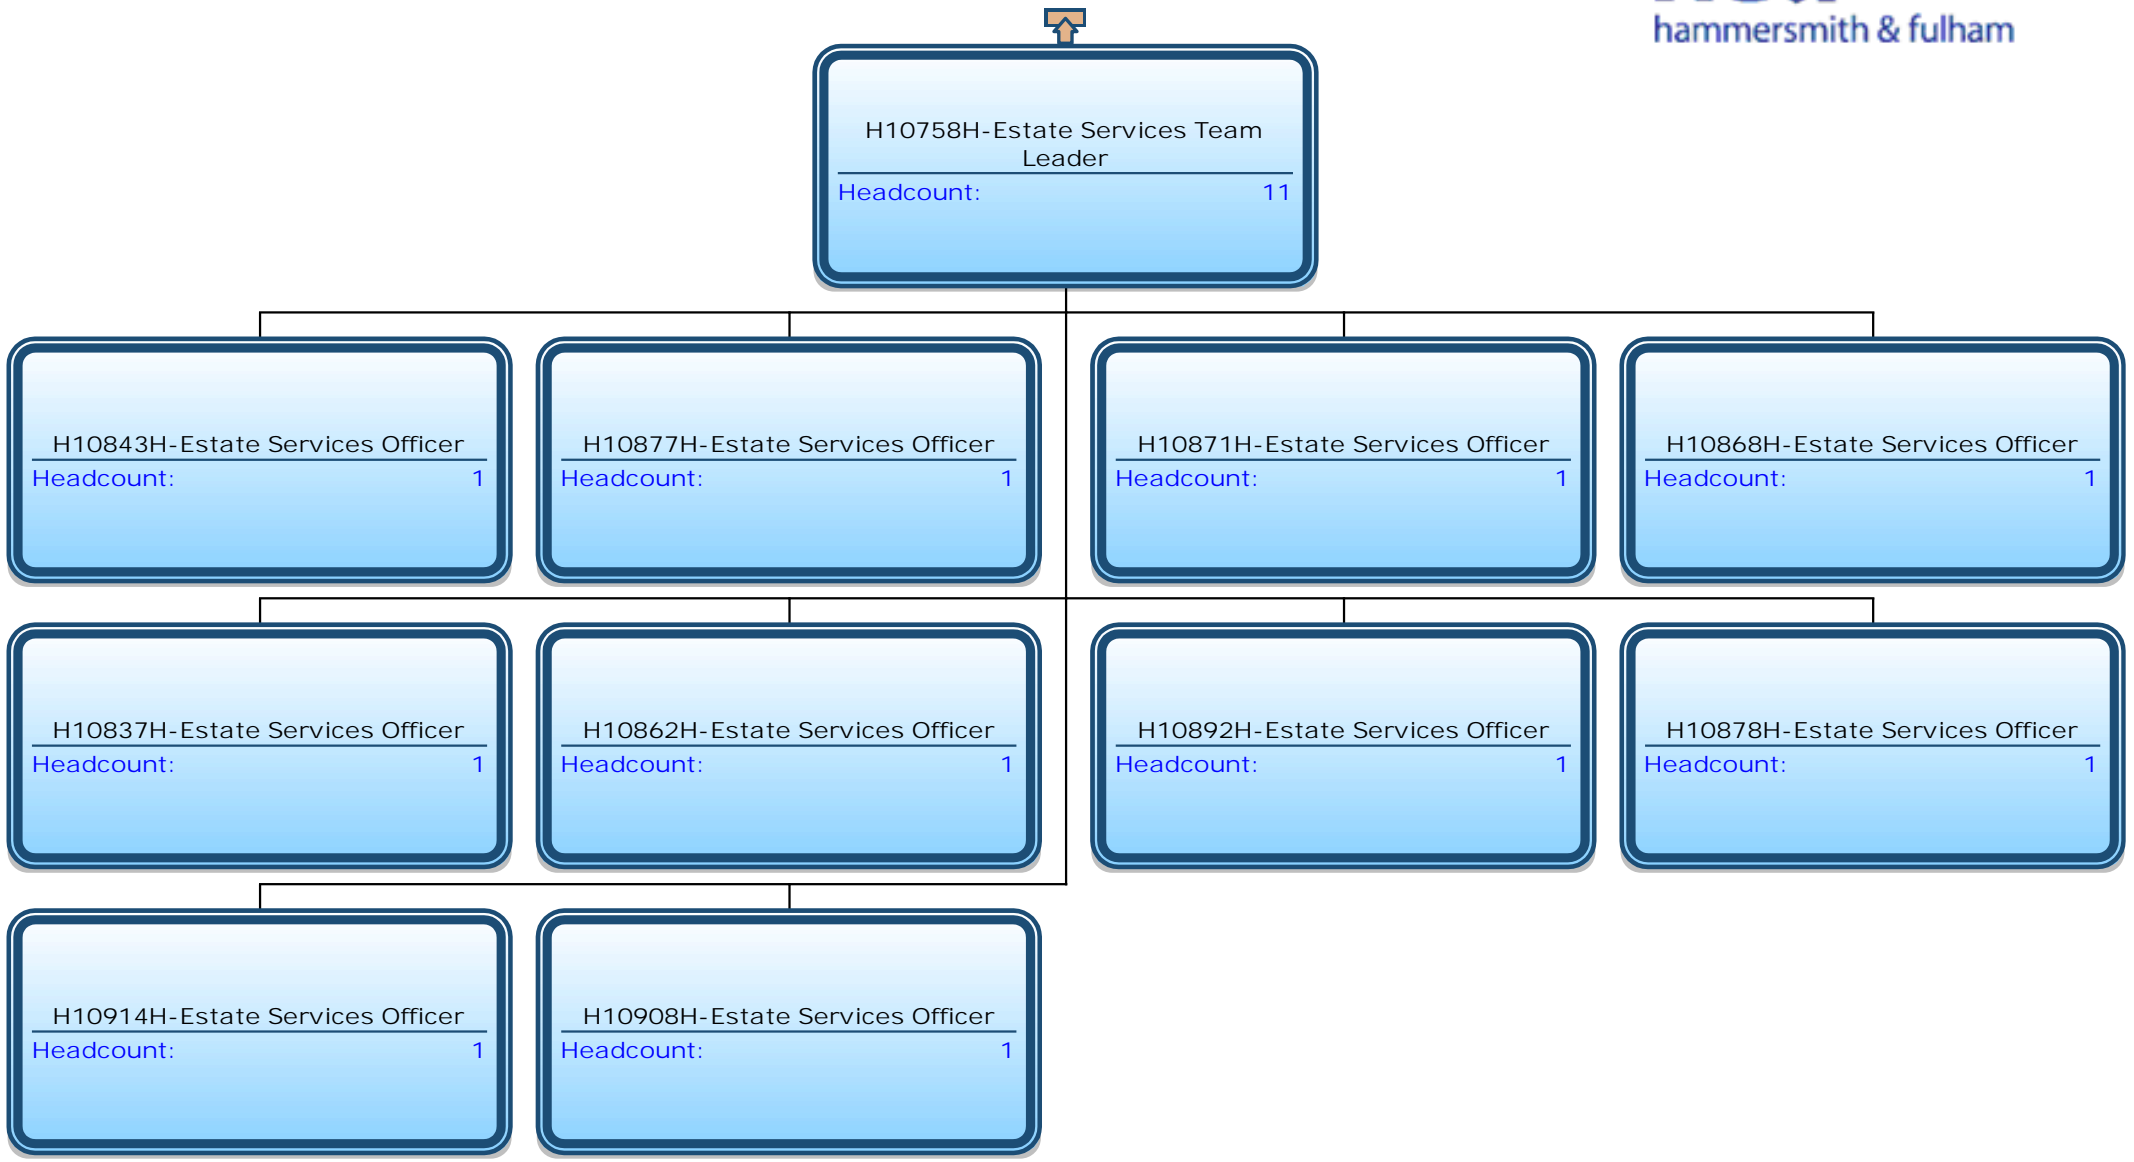 hammersmith & fulham
H10758H-Estate Services Team
Leader
Headcount: 11
H10843H-Estate Services Officer
Headcount: 1
H10877H-Estate Services Officer
Headcount: 1
H10871H-Estate Services Officer
Headcount: 1
H10868H-Estate Services Officer
Headcount: 1
H10837H-Estate Services Officer
Headcount: 1
H10862H-Estate Services Officer
Headcount: 1
H10892H-Estate Services Officer
Headcount: 1
H10878H-Estate Services Officer
Headcount: 1
H10914H-Estate Services Officer
Headcount: 1
H10908H-Estate Services Officer
Headcount: 1